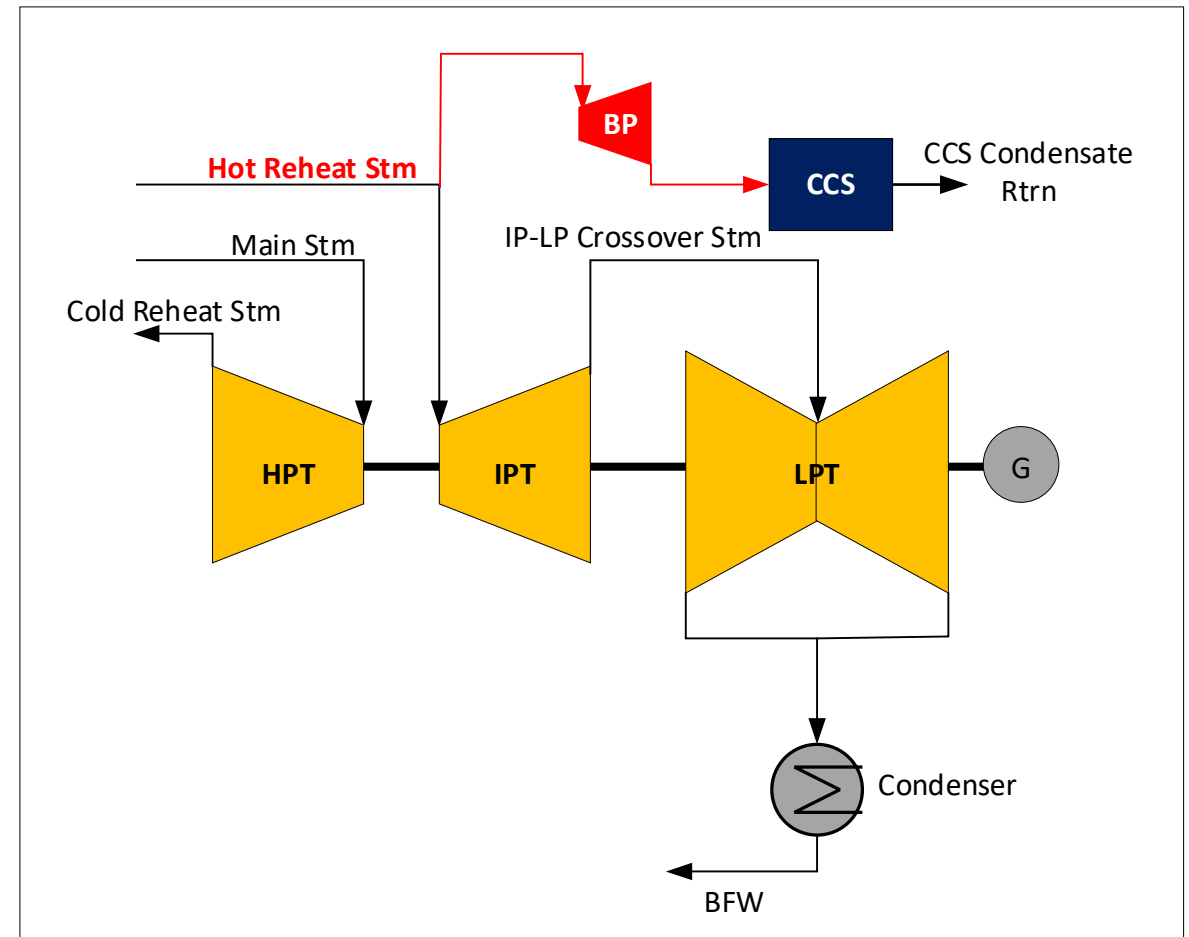 BP
Hot Reheat Stm
CCS
CCS Condensate
Rtrn
Main Stm
IP-LP Crossover Stm
Cold Reheat Stm
HPT
IPT
LPT
G
Condenser
BFW